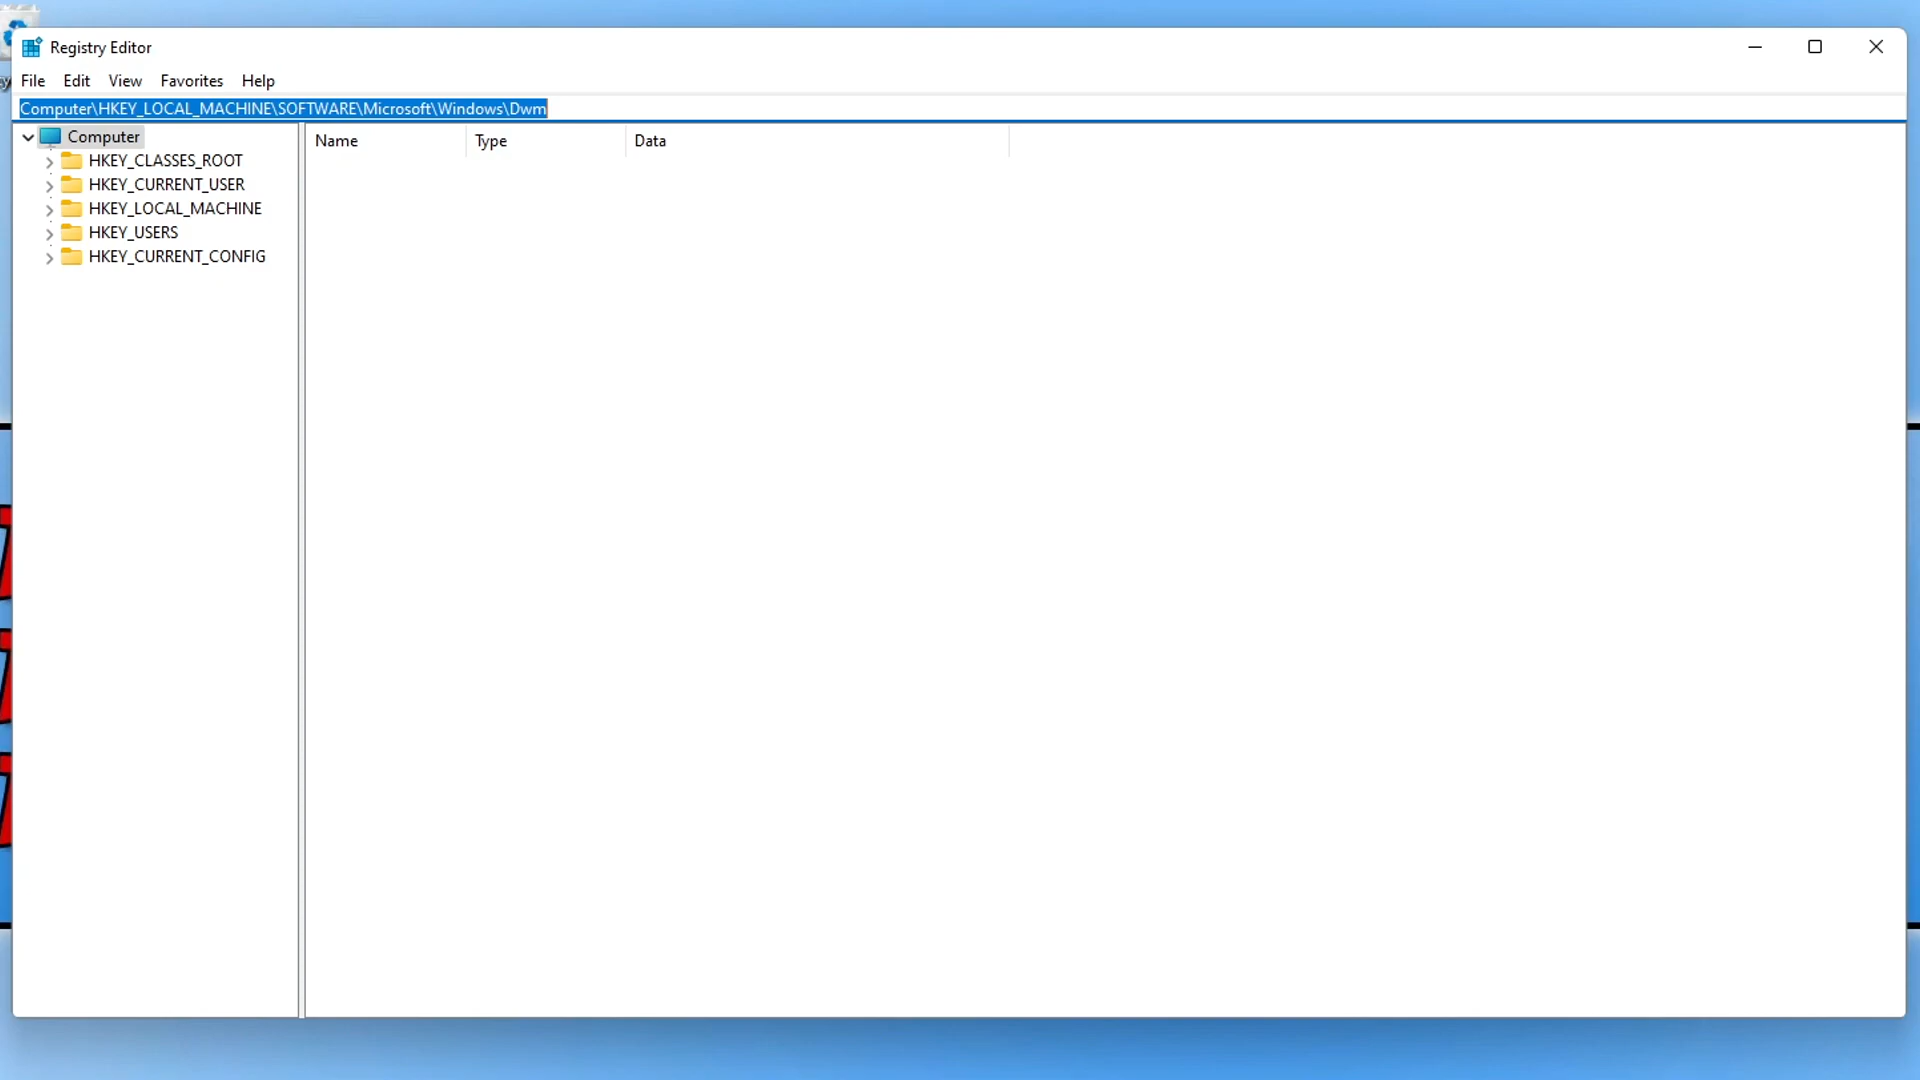 Registry Editor
File Edit View Favorites Help
Computer\HKEY_LOCAL_MACHINE\SOFTWARE\Microsoft\Windows\Dwm
Computer
HKEY_CLASSES_ROOT
HKEY_CURRENT_USER
HKEY_LOCAL_MACHINE
HKEY_USERS
HKEY_CURRENT_CONFIG
Name Type Data